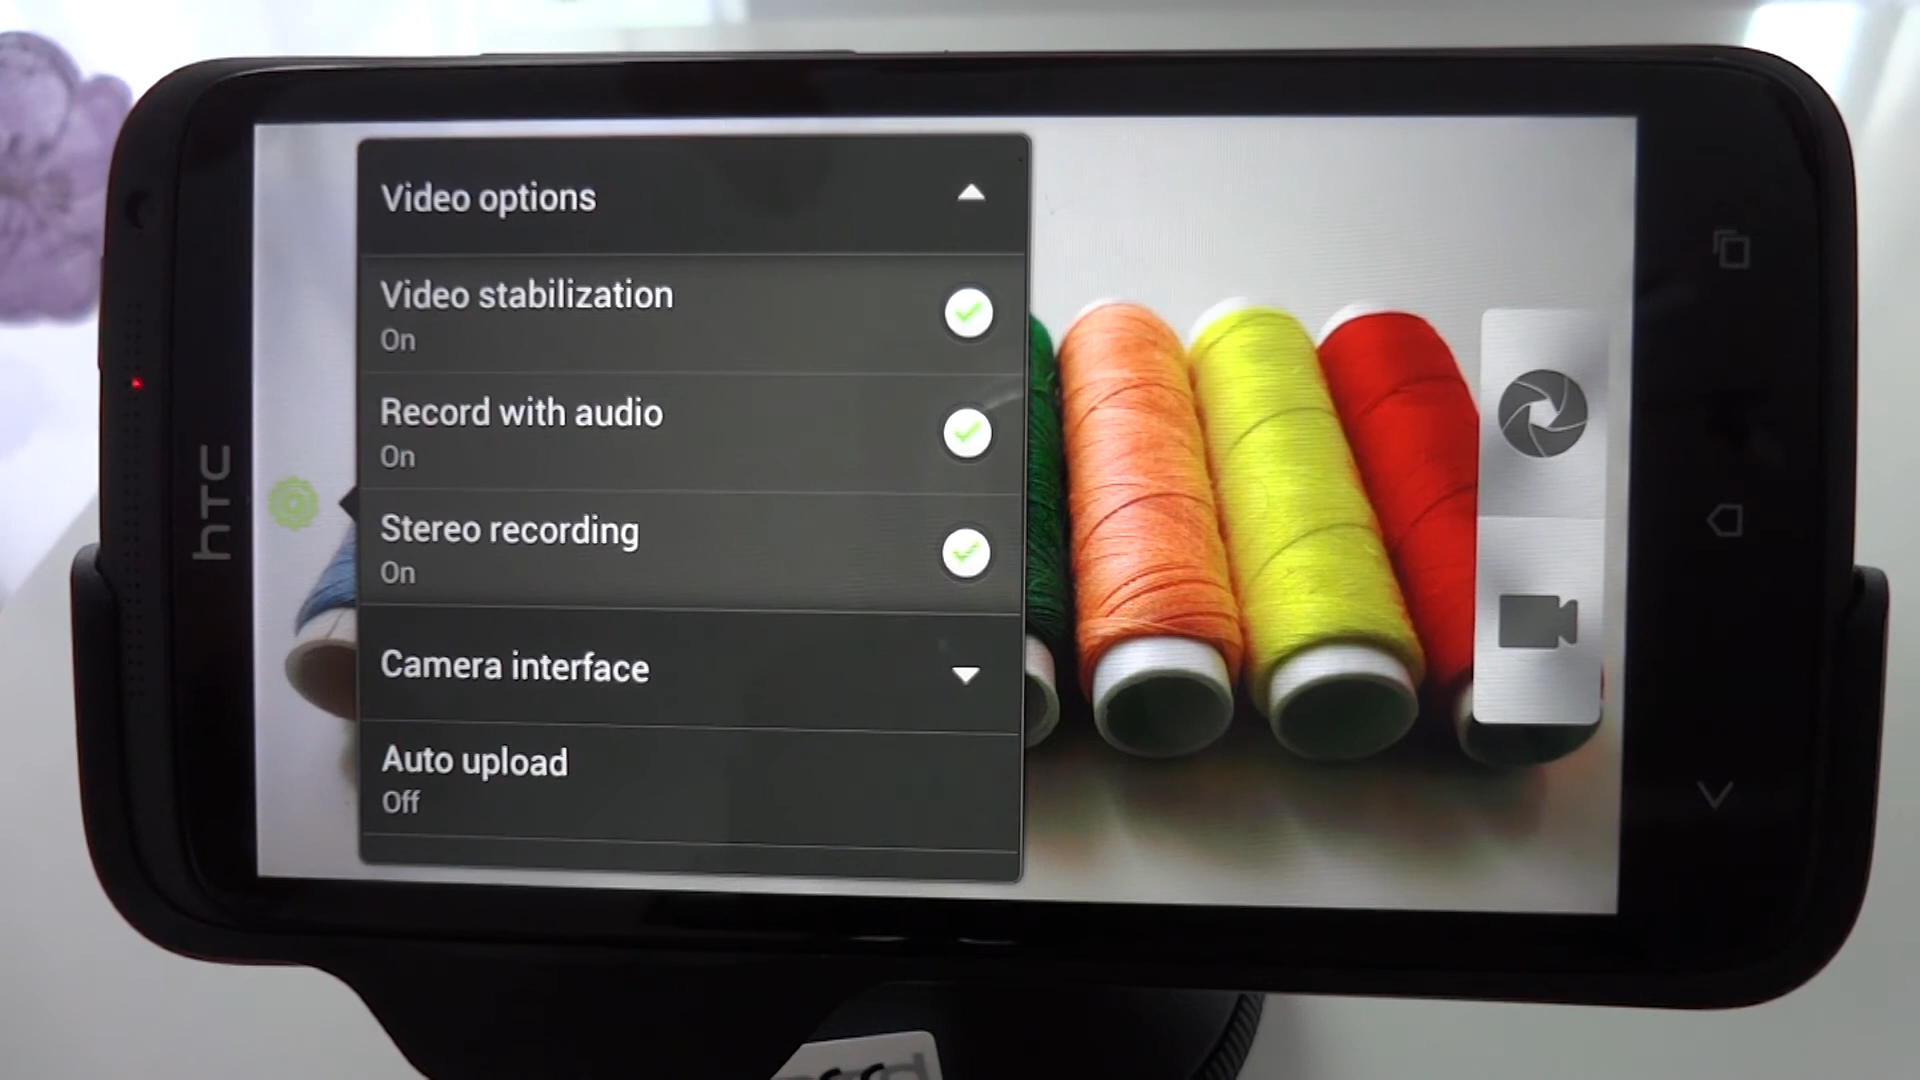 hTC
Video options
Video stabilization
On
Record with audio
On
Stereo recording
On
Camera interface
Auto upload
Off